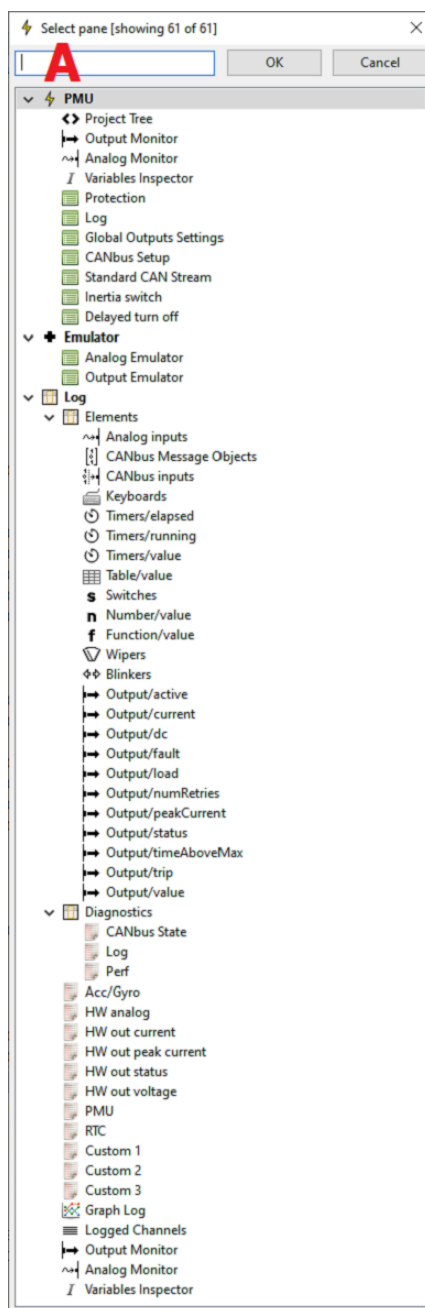 Select pane [showing 61 of 61]
A
OK
Cancel
PMU
Project Tree
Output Monitor
Analog Monitor
Variables Inspector
Protection
Log
Global Outputs Settings
CANbus Setup
Standard CAN Stream
Inertia switch
Delayed turn off
Emulator
Analog Emulator
Output Emulator
Log
Elements
Analog inputs
CANbus Message Objects
CANbus inputs
Keyboards
Timers/elapsed
Timers/running
Timers/value
Table/value
s Switches
n Number/value
f Function/value
Wipers
Blinkers
Output/active
Output/current
Output/dc
Output/fault
Output/load
Output/numRetries
Output/peakCurrent
Output/status
Output/timeAboveMax
Output/trip
Output/value
Diagnostics
CANbus State
Log
Perf
Acc/Gyro
HW analog
HW out current
HW out peak current
HW out status
HW out voltage
PMU
RTC
Custom 1
Custom 2
Custom 3
Graph Log
Logged Channels
Output Monitor
Analog Monitor
Variables Inspector